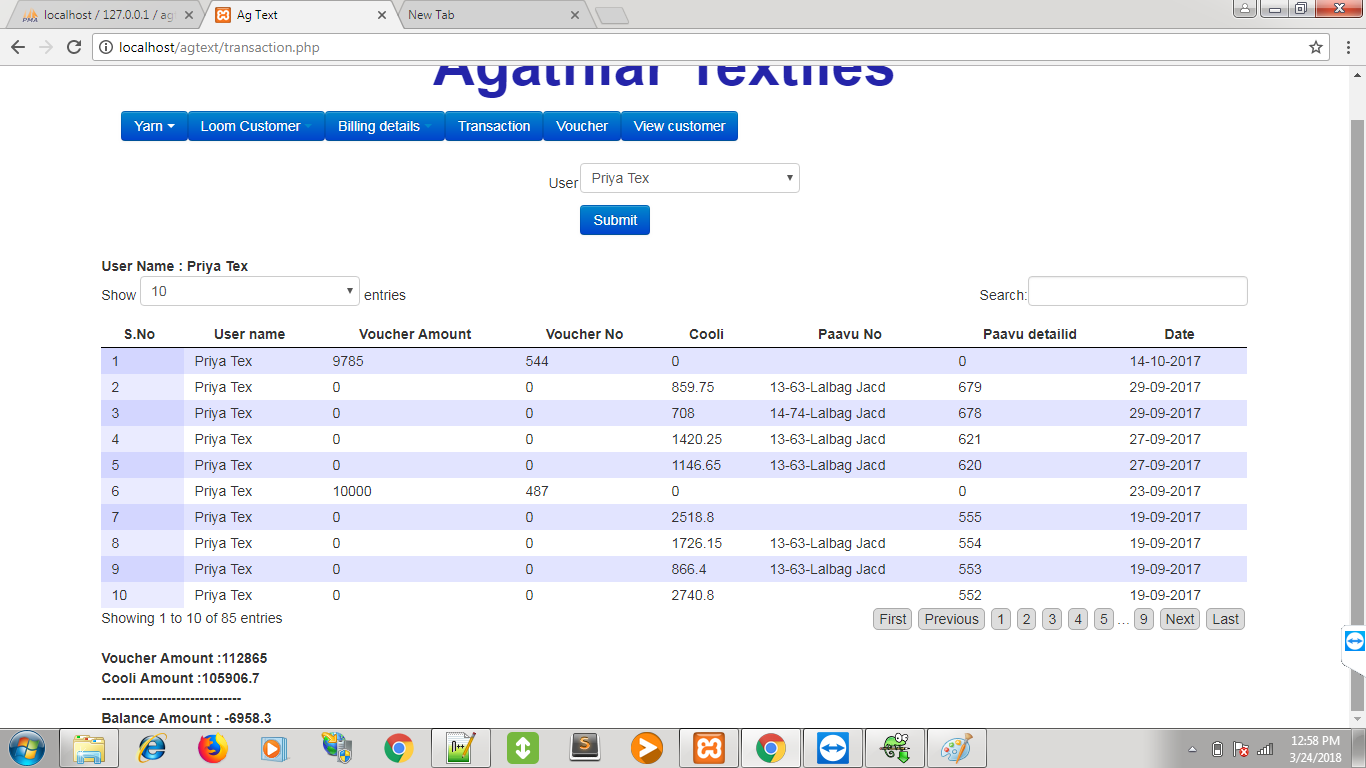 localhost / 127.0.0.1 / ag
Ag Text
New Tab
localhost/agtext/transaction.php
Agathiar Textiles
Yarn Loom Customer Billing details Transaction Voucher View customer
User Priya Tex
Submit
User Name : Priya Tex
Show 10 entries Search:
S.No User name Voucher Amount Voucher No Cooli Paavu No Paavu detailid Date
1 Priya Tex 9785 544 0 0 14-10-2017
2 Priya Tex 0 0 859.75 13-63-Lalbag Jacd 679 29-09-2017
3 Priya Tex 0 0 708 14-74-Lalbag Jacd 678 29-09-2017
4 Priya Tex 0 0 1420.25 13-63-Lalbag Jacd 621 27-09-2017
5 Priya Tex 0 0 1146.65 13-63-Lalbag Jacd 620 27-09-2017
6 Priya Tex 10000 487 0 0 23-09-2017
7 Priya Tex 0 0 2518.8 555 19-09-2017
8 Priya Tex 0 0 1726.15 13-63-Lalbag Jacd 554 19-09-2017
9 Priya Tex 0 0 866.4 13-63-Lalbag Jacd 553 19-09-2017
10 Priya Tex 0 0 2740.8 552 19-09-2017
Showing 1 to 10 of 85 entries First Previous 1 2 3 4 5 ... 9 Next Last
Voucher Amount :112865
Cooli Amount :105906.7
------------------------------
Balance Amount : -6958.3
12:58 PM
3/24/2018